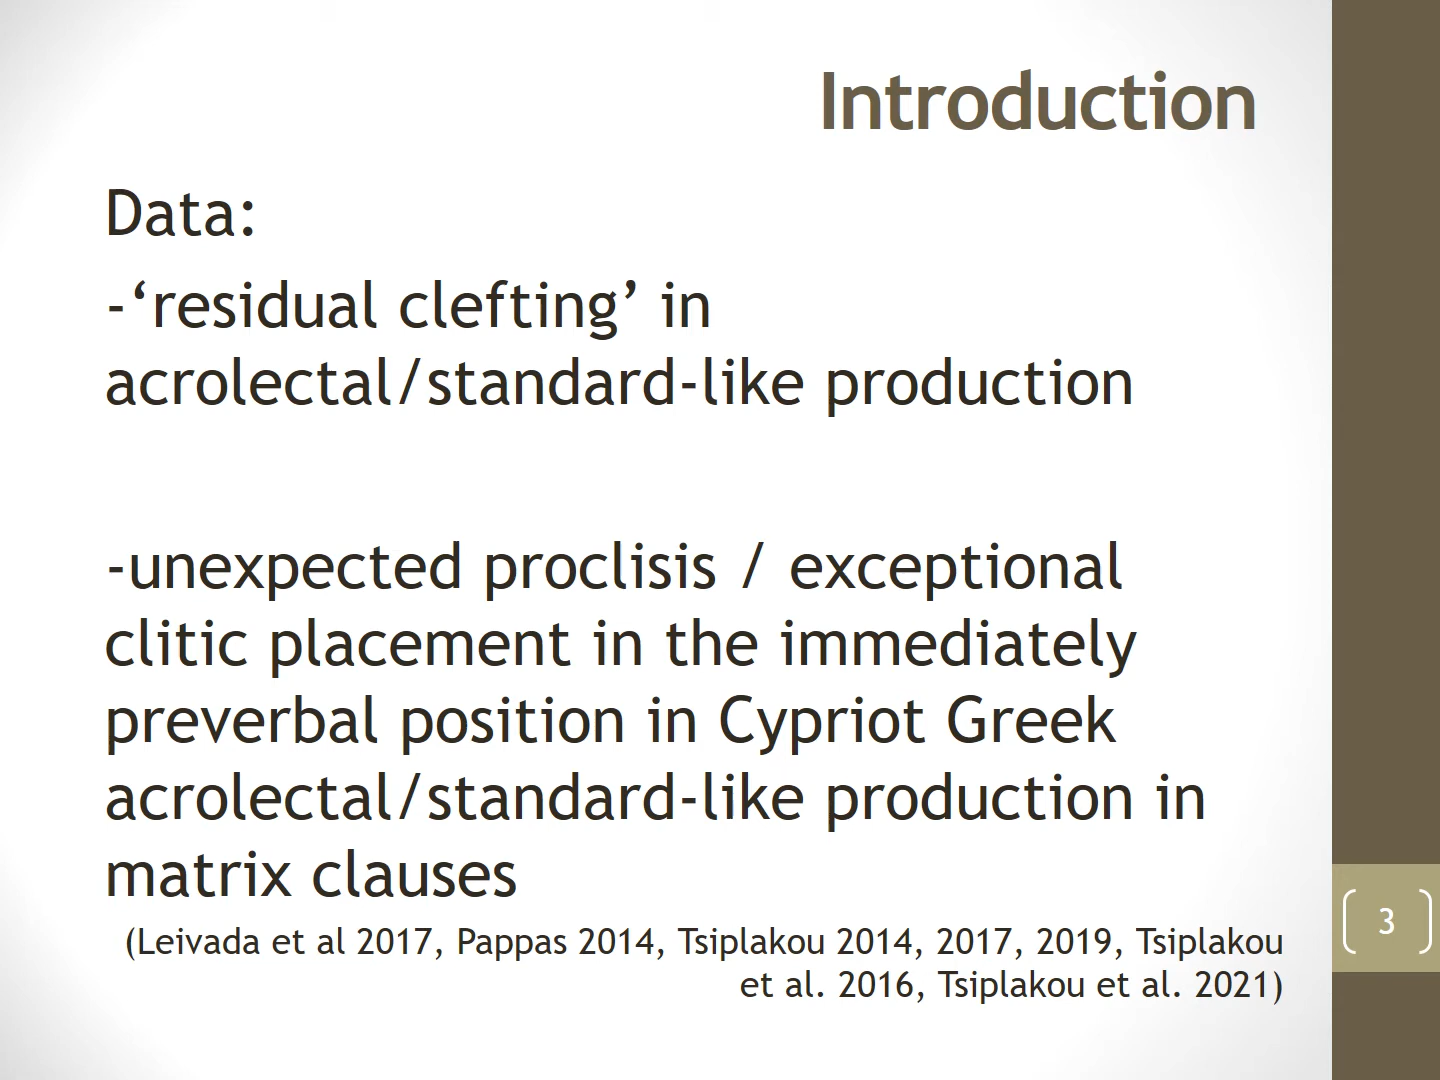 Introduction
Data:
-‘residual clefting’ in
acrolectal/standard-like production
-unexpected proclisis / exceptional
clitic placement in the immediately
preverbal position in Cypriot Greek
acrolectal/standard-like production in
matrix clauses
(Leivada et al 2017, Pappas 2014, Tsiplakou 2014, 2017, 2019, Tsiplakou
et al. 2016, Tsiplakou et al. 2021)
3